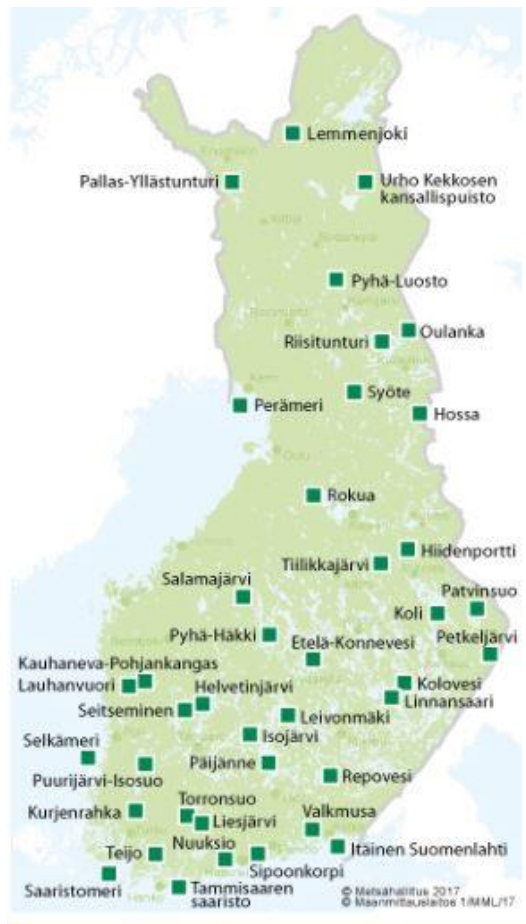 Lemmenjoki
Pallas-Yllästunturi
Urho Kekkosen
kansallispuisto
Pyhä-Luosto
Oulanka
Riisitunturi
Syöte
Perämeri
Hossa
Rokua
Hiidenportti
Tiilikkajärvi
Salamajärvi
Patvinsuo
Koli
Pyhä-Häkki
Etelä-Konnevesi
Petkeljärvi
Kauhaneva-Pohjankangas
Lauhanvuori
Helvetinjärvi
Kolovesi
Linnansaari
Seitseminen
Leivonmäki
Isojärvi
Selkämeri
Päijänne
Repovesi
Puurijärvi-Isosuo
Torronsuo
Kurjenrahka
Liesjärvi
Valkmusa
Nuuksio
Teijo
Itäinen Suomenlahti
Sipoonkorpi
Saaristomeri
Tammisaaren
saaristo
© Metsähallitus 2017
© Maanmittauslaitos 1/MML/17